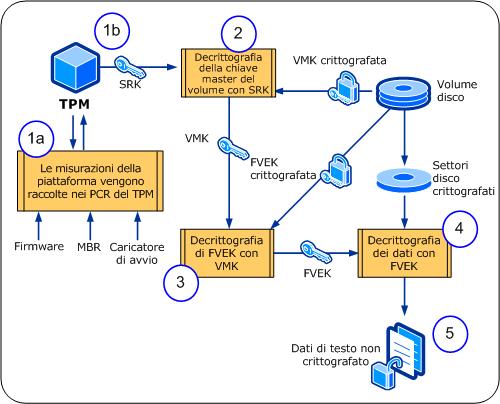 1b
SRK
TPM
2
Decrittografia
della chiave
master del
volume con SRK
VMK crittografata
Volume
disco
1a
Le misurazioni della
piattaforma vengono
raccolte nei PCR del TPM
Firmware
MBR
Caricatore
di avvio
VMK
FVEK
crittografata
Settori
disco
crittografati
3
Decrittografia
di FVEK con
VMK
FVEK
4
Decrittografia
dei dati con
FVEK
5
Dati di testo non
crittografato